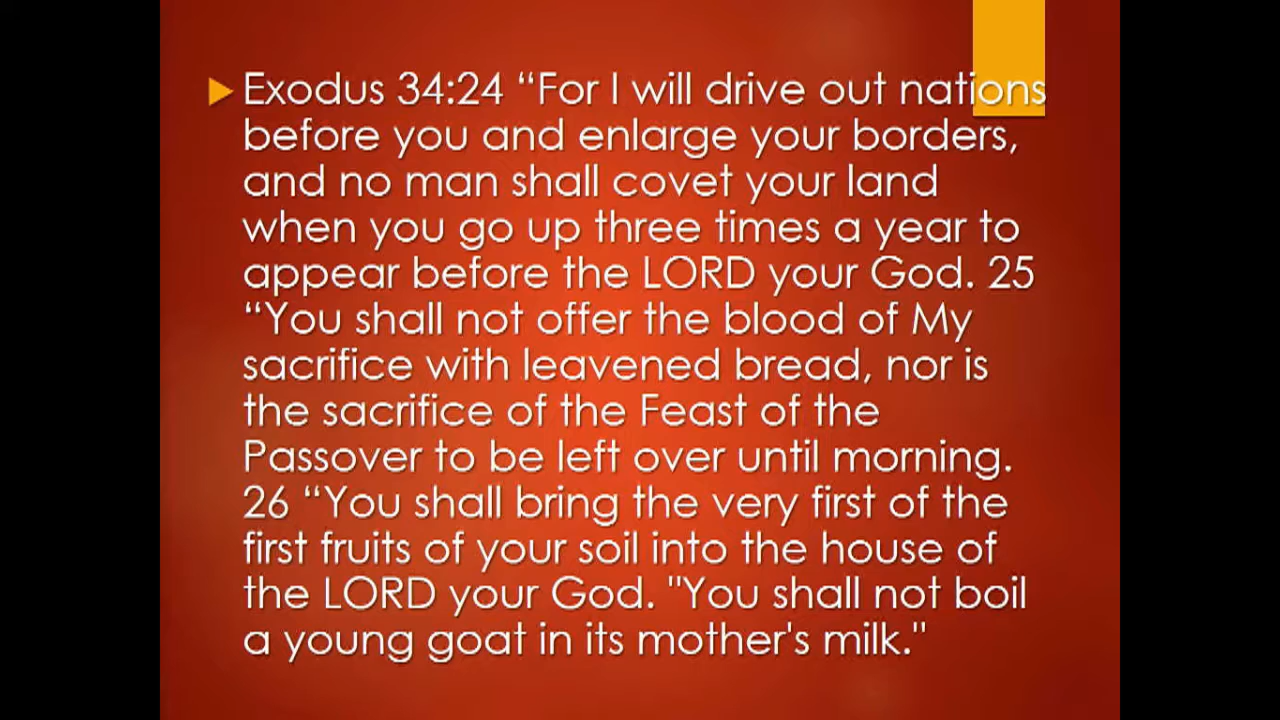 Exodus 34:24 “For I will drive out nations
before you and enlarge your borders,
and no man shall covet your land
when you go up three times a year to
appear before the LORD your God. 25
“You shall not offer the blood of My
sacrifice with leavened bread, nor is
the sacrifice of the Feast of the
Passover to be left over until morning.
26 “You shall bring the very first of the
first fruits of your soil into the house of
the LORD your God. "You shall not boil
a young goat in its mother's milk."